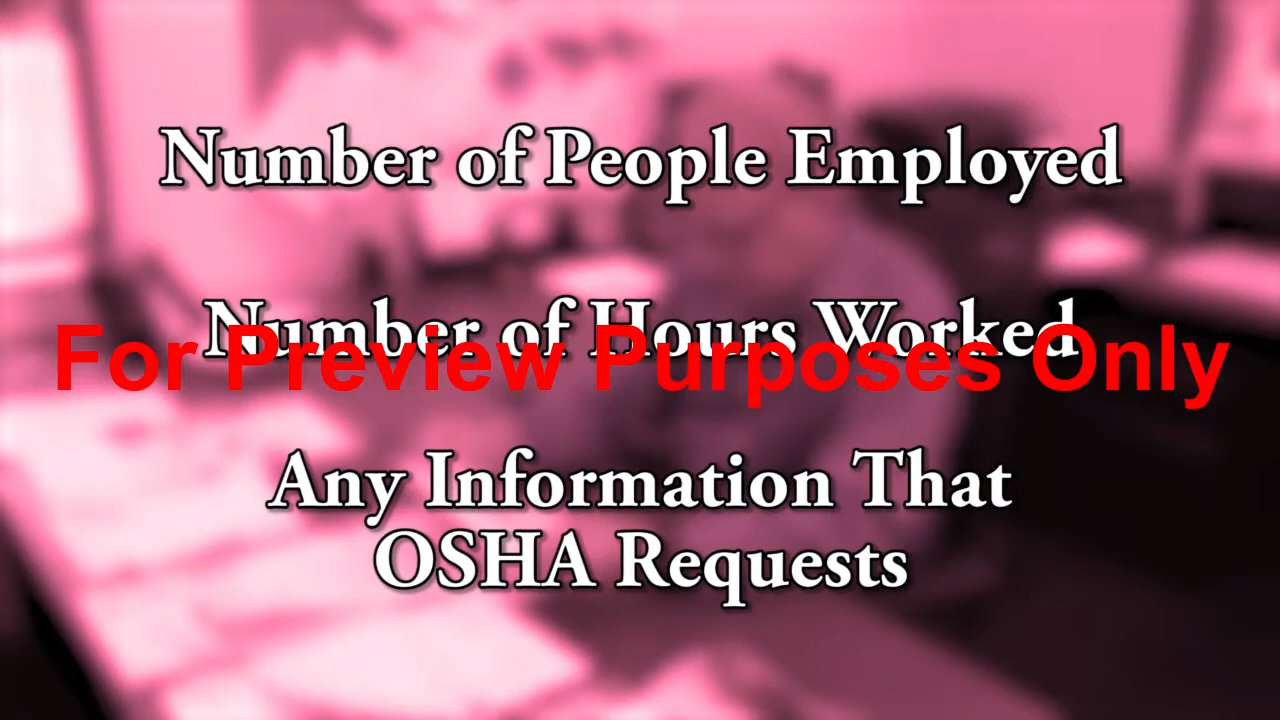 Number of People Employed
Number of Hours Worked
For Preview Purposes Only
Any Information That
OSHA Requests